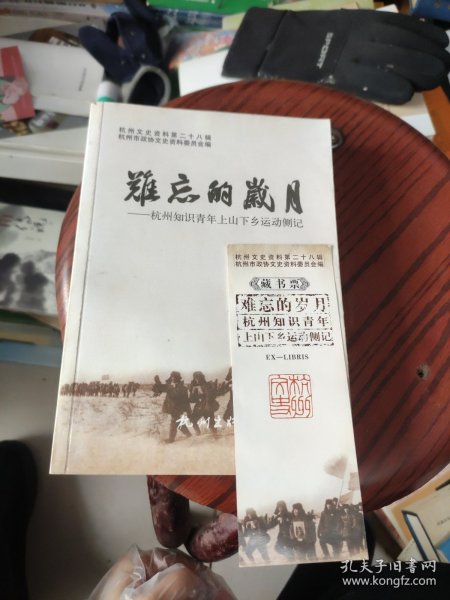 杭州文史资料第二十八辑
杭州市政协文史资料委员会编
难忘的岁月
——杭州知识青年上山下乡运动侧记
杭州出版
杭州文史资料第二十八辑
杭州市政协文史资料委员会编
《藏书票》
难忘的岁月
杭州知识青年
上山下乡运动侧记
EX—LIBRIS
SPORT
孔夫子旧书网
www.kongfz.com